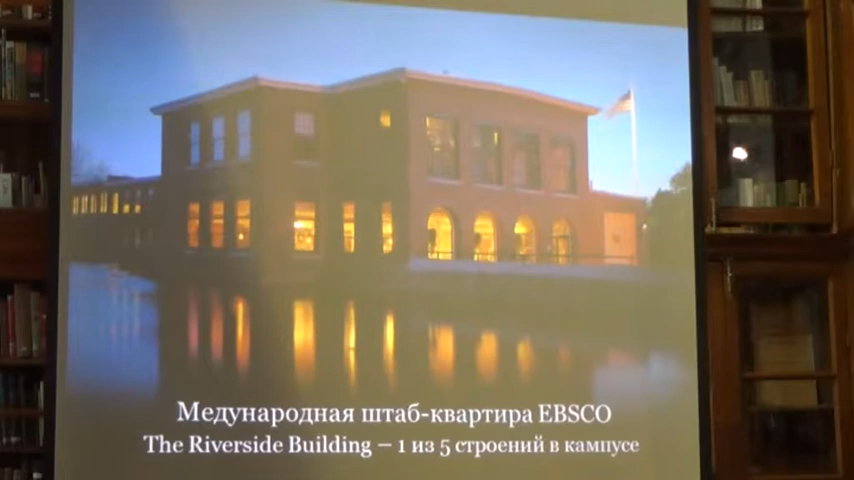 Медународная штаб-квартира EBSCO
The Riverside Building – 1 из 5 строений в кампусе